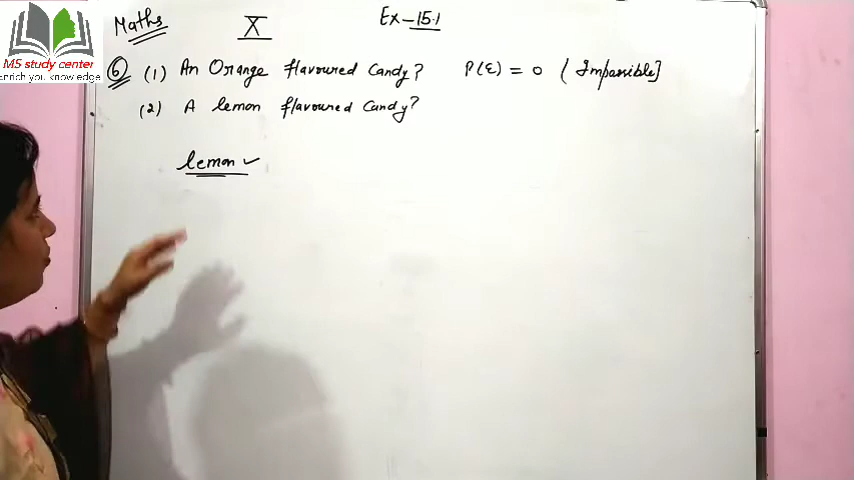 Maths X Ex-15.1
MS study center
Enrich you knowledge
6 (1) An Orange flavoured Candy? P(E) = 0 (Impossible]
(2) A lemon flavoured Candy?
lemon ✓